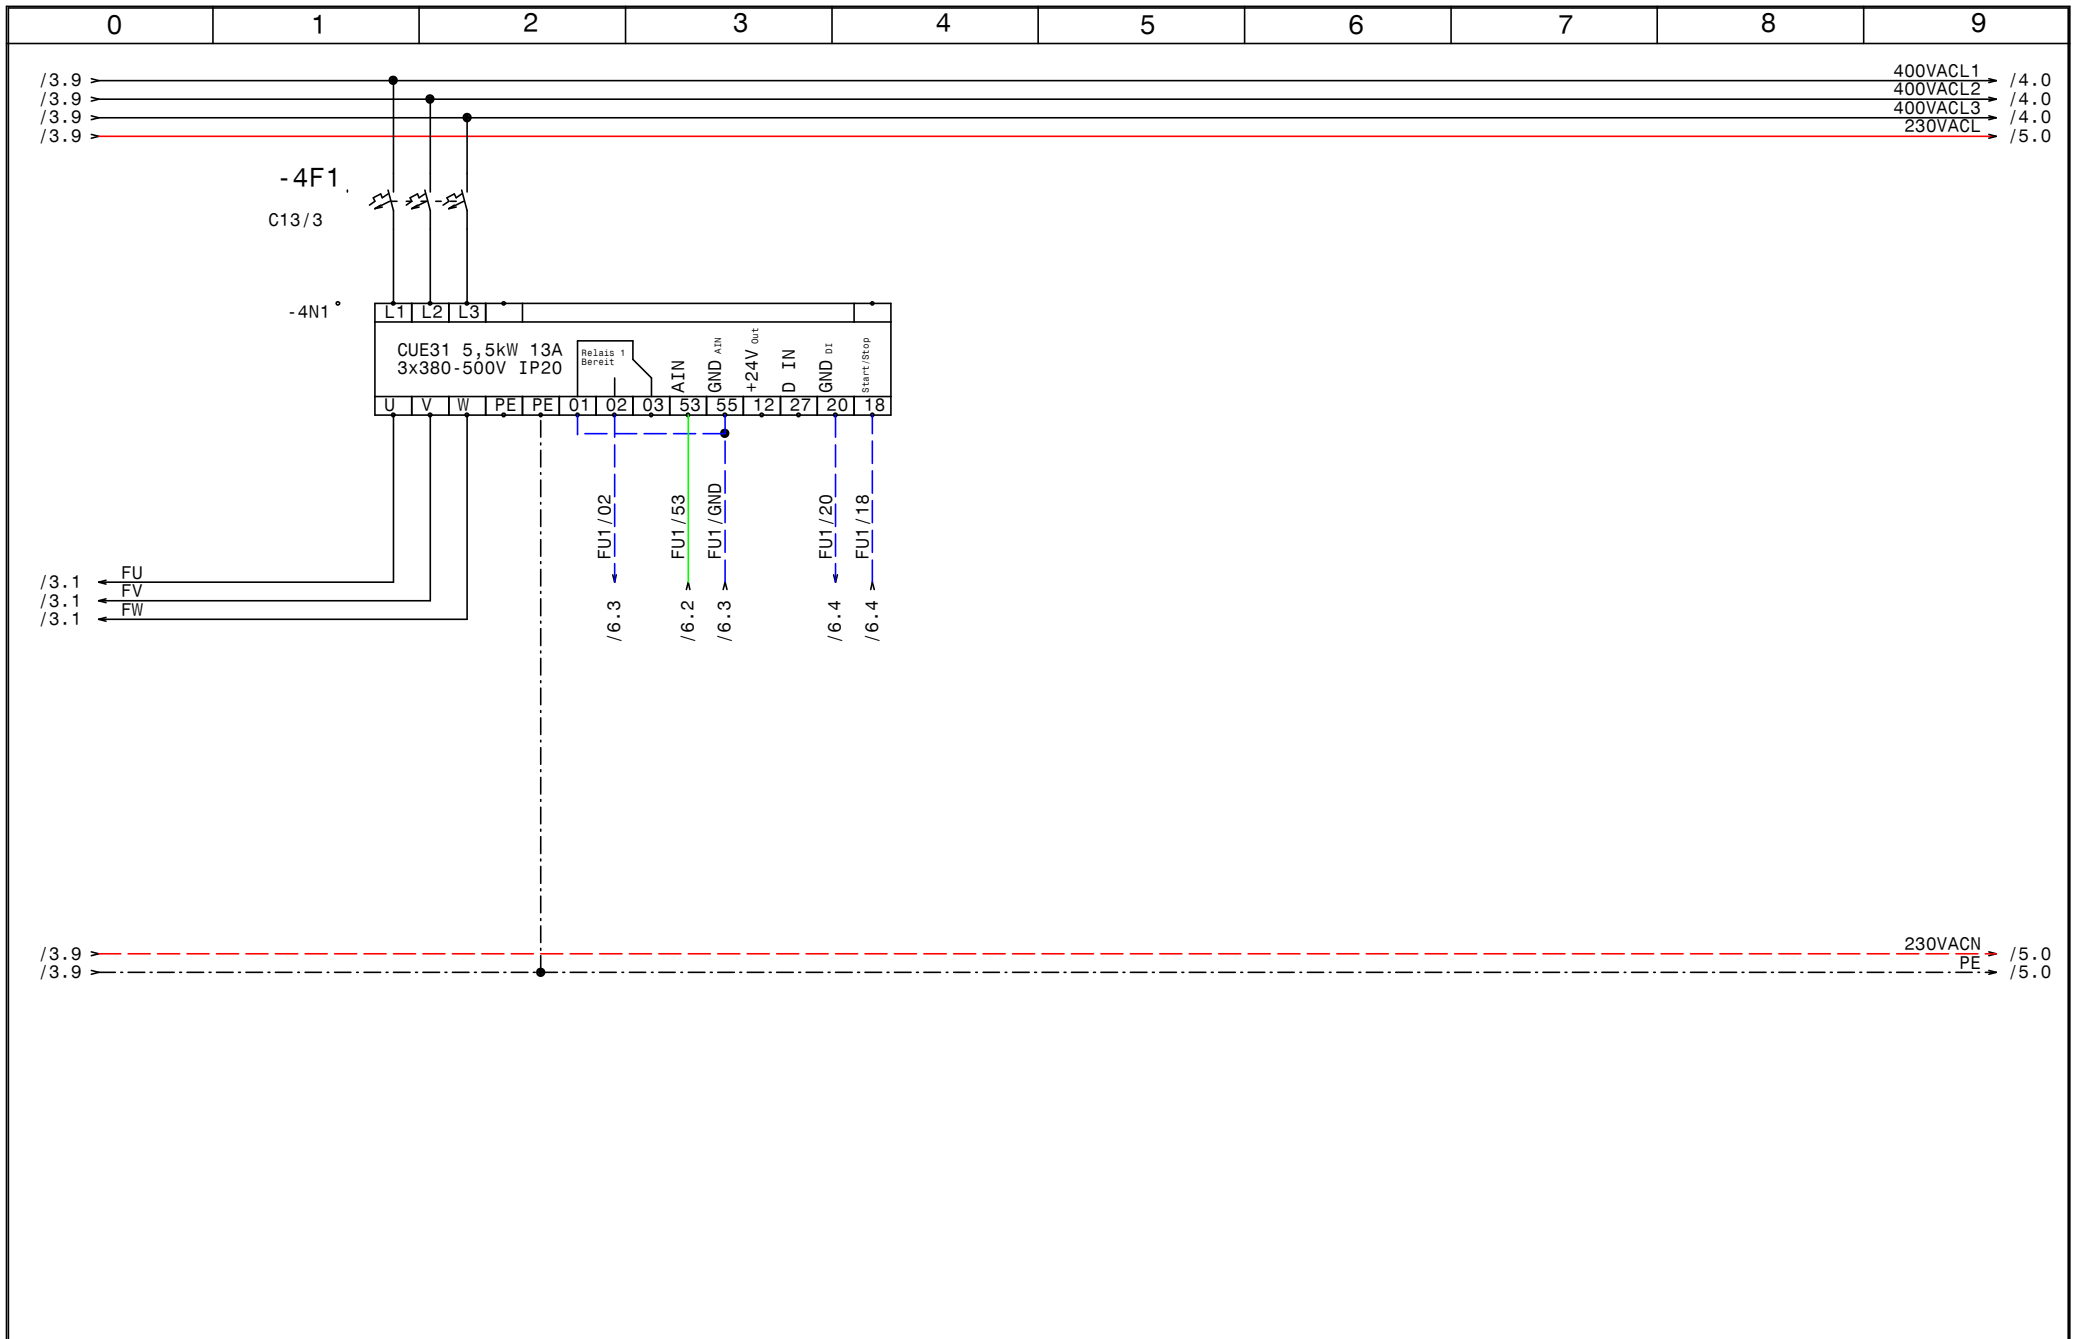 0 1 2 3 4 5 6 7 8 9
/3.9 400VACL1 /4.0
/3.9 400VACL2 /4.0
/3.9 400VACL3 /4.0
/3.9 230VACL /5.0
-4F1
C13/3
-4N1
L1 L2 L3
CUE31 5,5kW 13A
3x380-500V IP20
Relais 1
Bereit
AIN
GND AIN
+24V Out
D IN
GND DI
Start/Stop
U V W PE PE 01 02 03 53 55 12 27 20 18
FU1/02
FU1/53
FU1/GND
FU1/20
FU1/18
/3.1 FU
/3.1 FV
/3.1 FW
/6.3
/6.2
/6.3
/6.4
/6.4
/3.9 230VACN /5.0
/3.9 PE /5.0